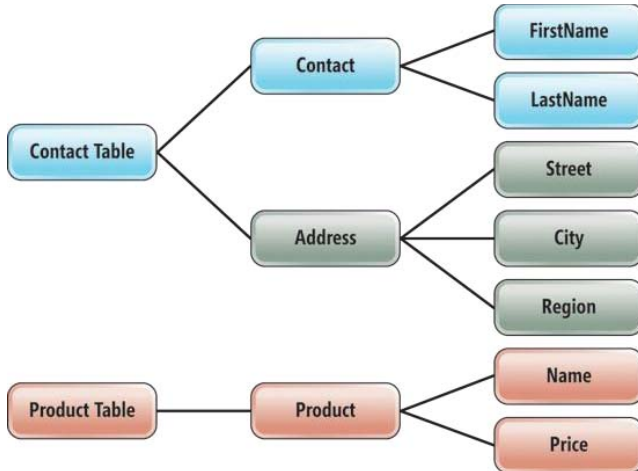 FirstName
Contact
LastName
Contact Table
Street
Address
City
Region
Name
Product Table
Product
Price